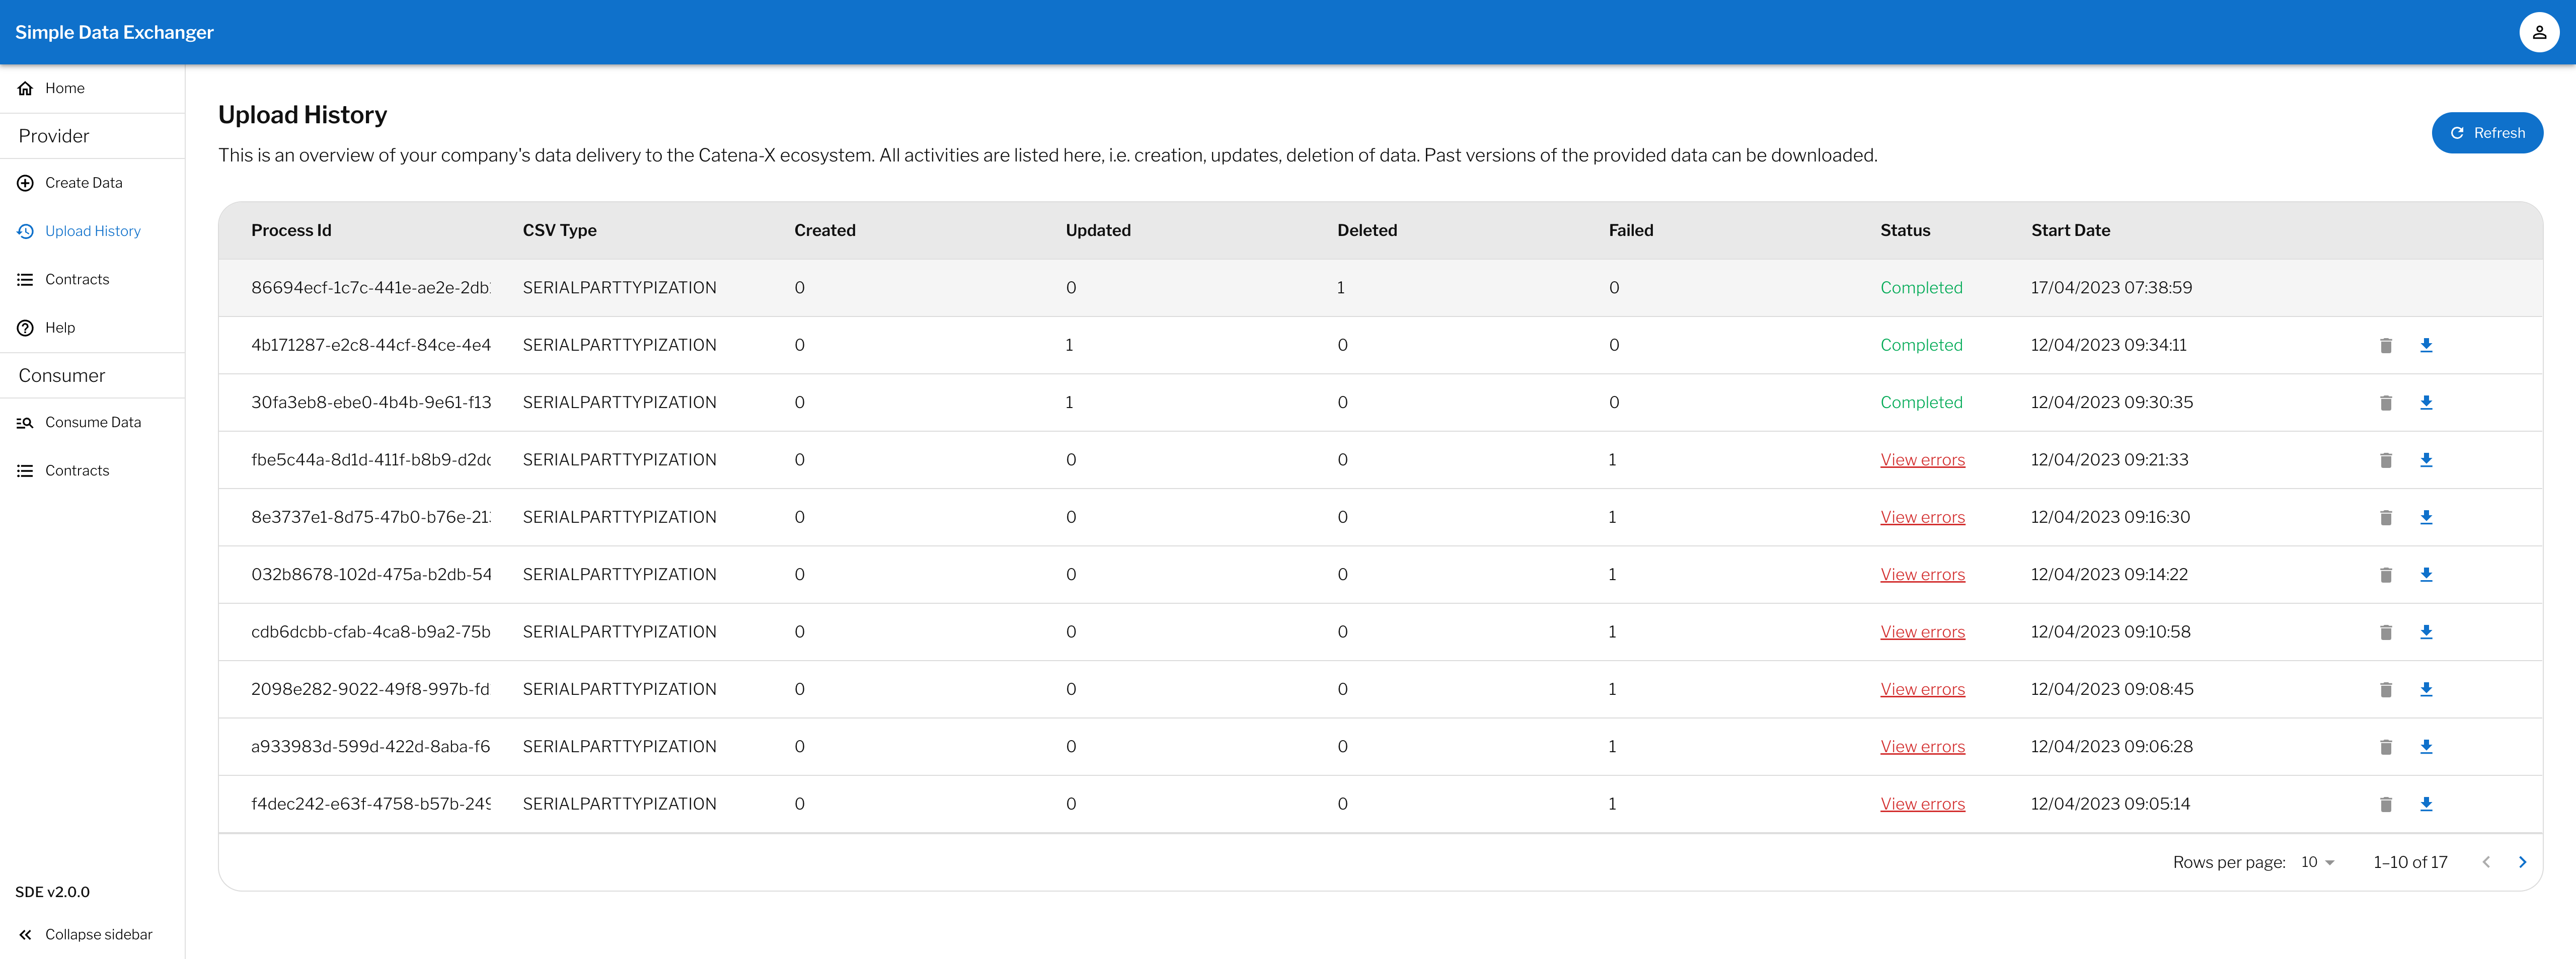 Simple Data Exchanger
Home
Provider
Create Data
Upload History
Contracts
Help
Consumer
Consume Data
Contracts
SDE v2.0.0
Collapse sidebar
Upload History
Refresh
This is an overview of your company's data delivery to the Catena-X ecosystem. All activities are listed here, i.e. creation, updates, deletion of data. Past versions of the provided data can be downloaded.
Process Id CSV Type Created Updated Deleted Failed Status Start Date
86694ecf-1c7c-441e-ae2e-2db SERIALPARTTYPIZATION 0 0 1 0 Completed 17/04/2023 07:38:59
4b171287-e2c8-44cf-84ce-4e4 SERIALPARTTYPIZATION 0 1 0 0 Completed 12/04/2023 09:34:11
30fa3eb8-ebe0-4b4b-9e61-f13 SERIALPARTTYPIZATION 0 1 0 0 Completed 12/04/2023 09:30:35
fbe5c44a-8d1d-411f-b8b9-d2d SERIALPARTTYPIZATION 0 0 0 1 View errors 12/04/2023 09:21:33
8e3737e1-8d75-47b0-b76e-21 SERIALPARTTYPIZATION 0 0 0 1 View errors 12/04/2023 09:16:30
032b8678-102d-475a-b2db-54 SERIALPARTTYPIZATION 0 0 0 1 View errors 12/04/2023 09:14:22
cdb6dcbb-cfab-4ca8-b9a2-75b SERIALPARTTYPIZATION 0 0 0 1 View errors 12/04/2023 09:10:58
2098e282-9022-49f8-997b-fd SERIALPARTTYPIZATION 0 0 0 1 View errors 12/04/2023 09:08:45
a933983d-599d-422d-8aba-f6 SERIALPARTTYPIZATION 0 0 0 1 View errors 12/04/2023 09:06:28
f4dec242-e63f-4758-b57b-249 SERIALPARTTYPIZATION 0 0 0 1 View errors 12/04/2023 09:05:14
Rows per page: 10 1–10 of 17